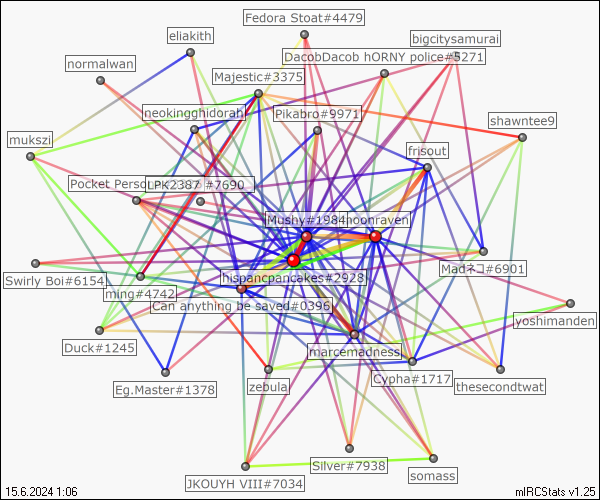 Fedora Stoat#4479
eliakith
bigcitysamurai
DacobDacob hORNY police#5271
normalwan
Majestic#3375
neokingghidorah
Pikabro#9971
shawntee9
mukszi
frisout
Pocket Perso
LPK2387 #7690
Mushy#1984
noonraven
Swirly Boi#6154
hispancpancakes#2928
Madネコ#6901
ming#4742
Can anything be saved#0396
yoshimanden
Duck#1245
marcemadness
Eg.Master#1378
zebula
Cypha#1717
thesecondtwat
JKOUYH VIII#7034
Silver#7938
somass
15.6.2024 1:06
mIRCStats v1.25